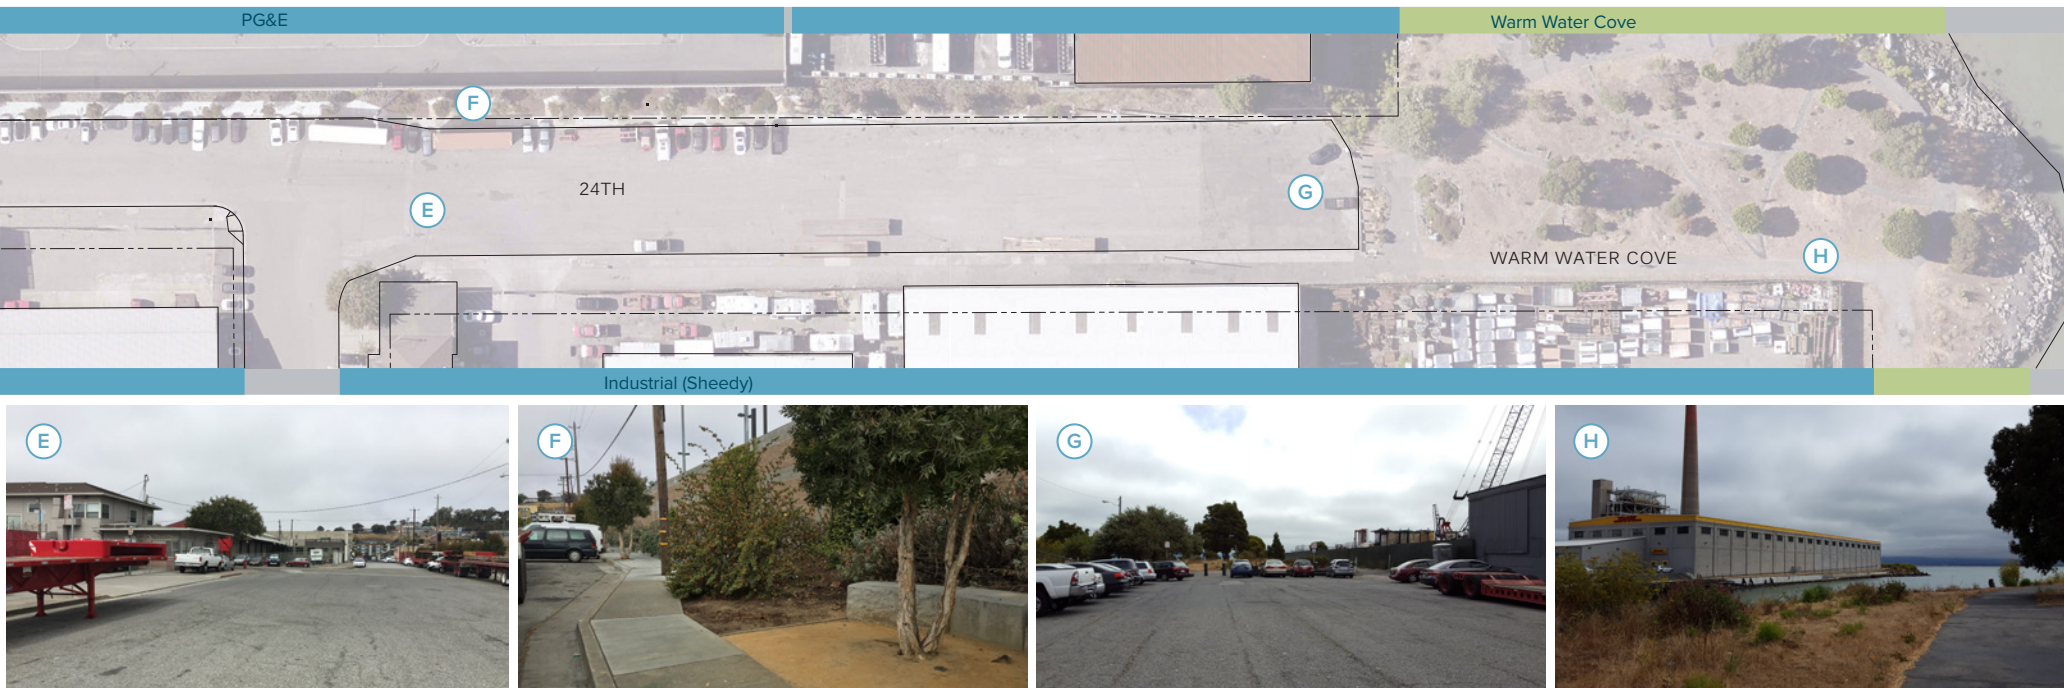 PG&E
Warm Water Cove
F
24TH
G
E
WARM WATER COVE
H
Industrial (Sheedy)
E
F
G
H